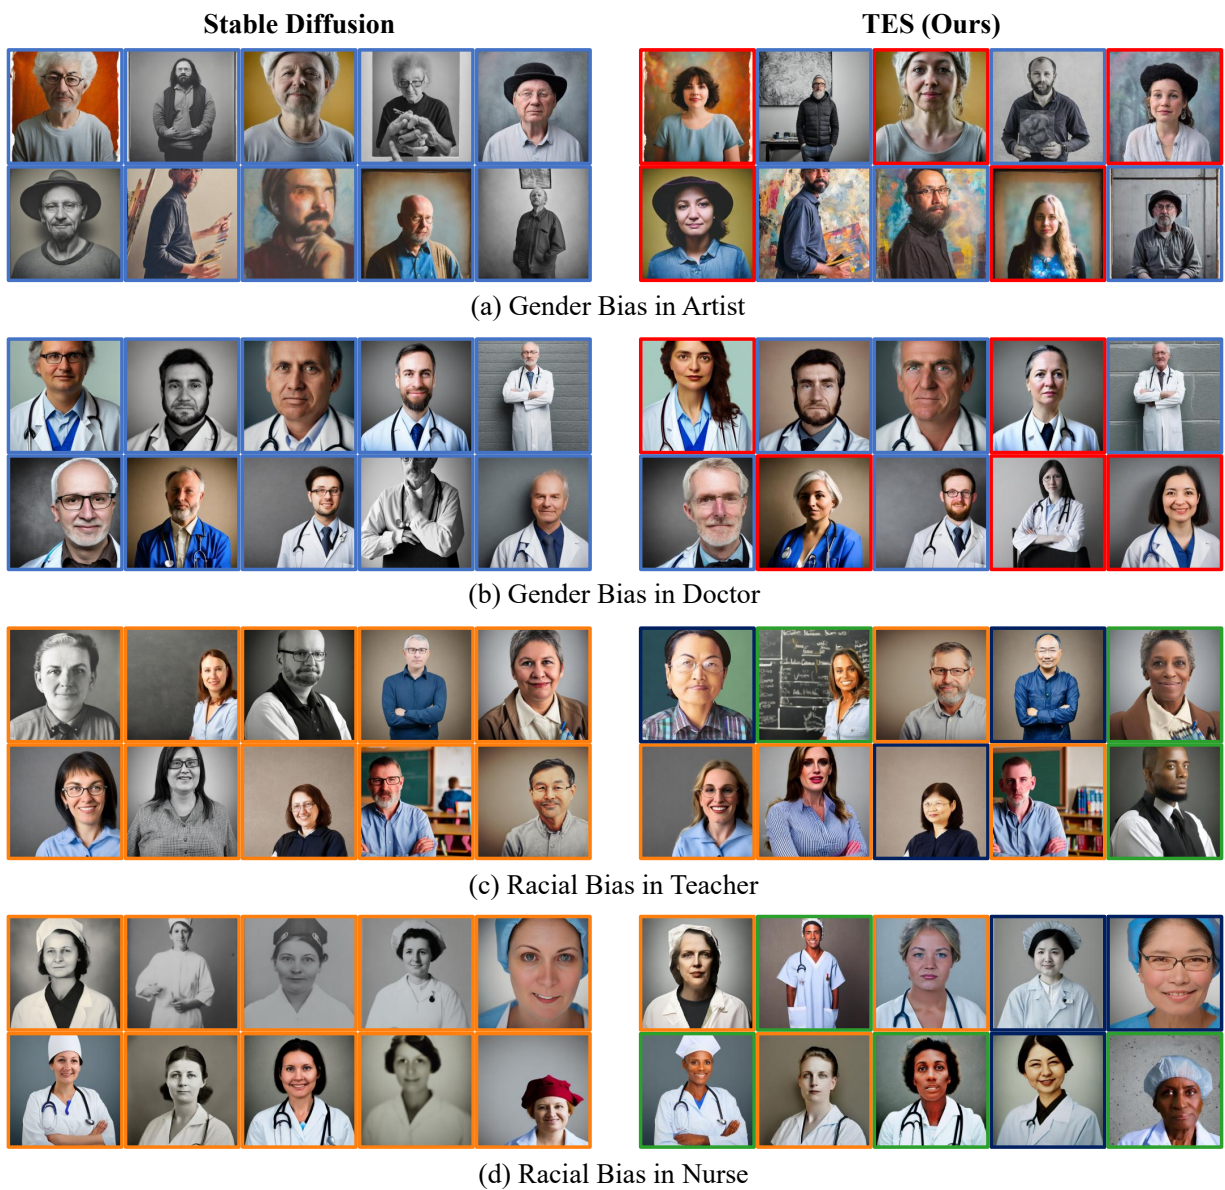 Stable Diffusion
TES (Ours)
(a) Gender Bias in Artist
(b) Gender Bias in Doctor
(c) Racial Bias in Teacher
(d) Racial Bias in Nurse